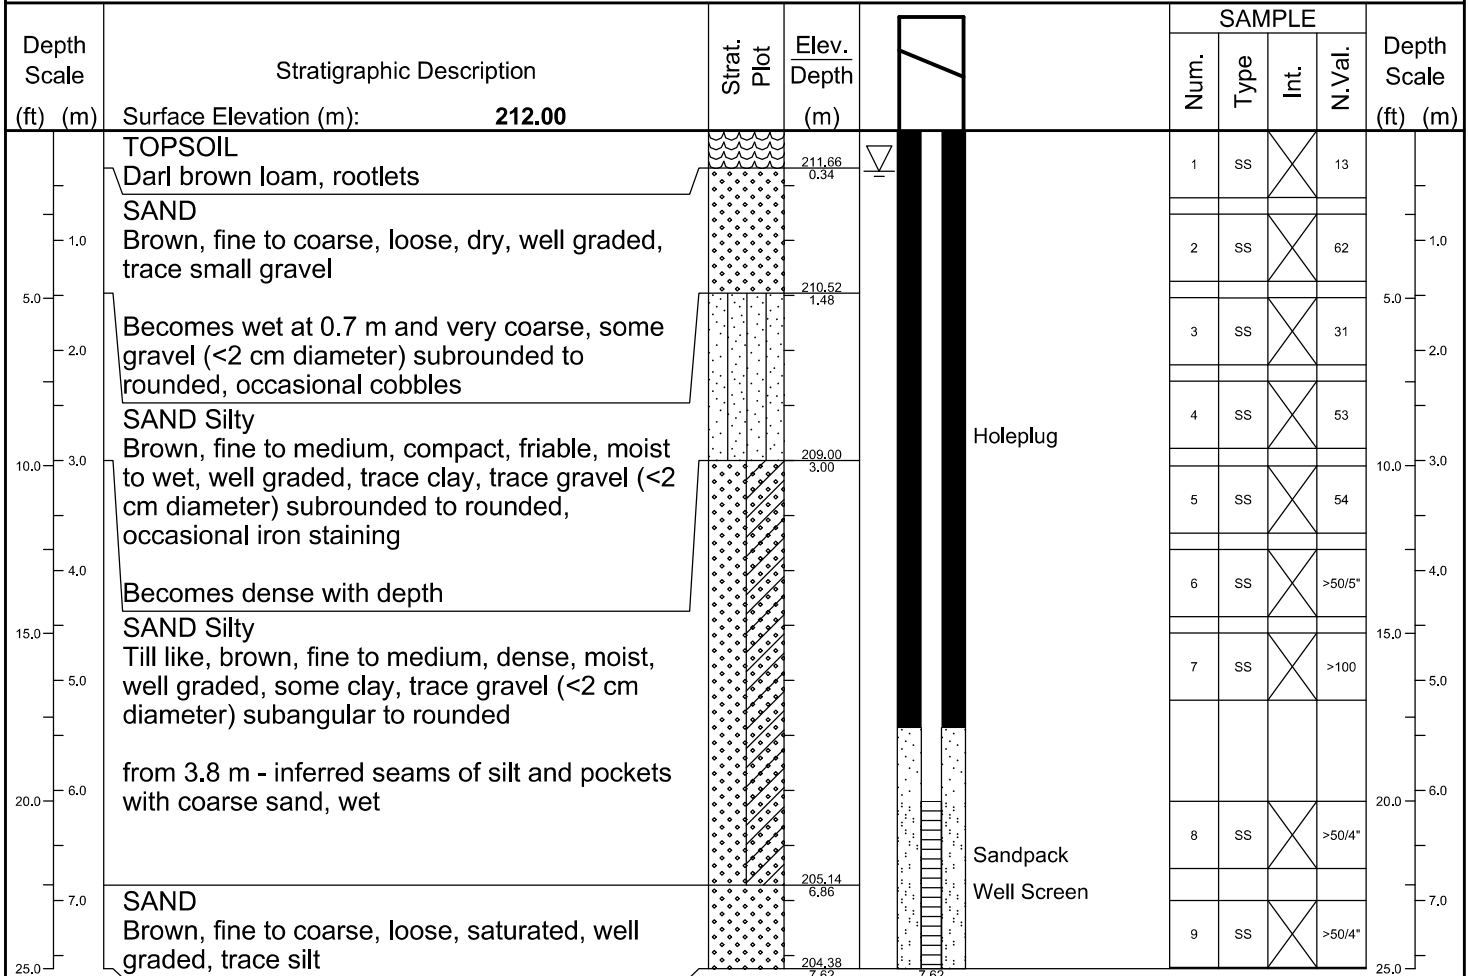 SAMPLE
Depth
Scale
(ft) (m)
Stratigraphic Description
Surface Elevation (m): 212.00
Strat.
Plot
Elev.
Depth
(m)
Num.
Type
Int.
N.Val.
Depth
Scale
(ft) (m)
TOPSOIL
Darl brown loam, rootlets
SAND
Brown, fine to coarse, loose, dry, well graded,
trace small gravel
Becomes wet at 0.7 m and very coarse, some
gravel (<2 cm diameter) subrounded to
rounded, occasional cobbles
SAND Silty
Brown, fine to medium, compact, friable, moist
to wet, well graded, trace clay, trace gravel (<2
cm diameter) subrounded to rounded,
occasional iron staining
Becomes dense with depth
SAND Silty
Till like, brown, fine to medium, dense, moist,
well graded, some clay, trace gravel (<2 cm
diameter) subangular to rounded
from 3.8 m - inferred seams of silt and pockets
with coarse sand, wet
SAND
Brown, fine to coarse, loose, saturated, well
graded, trace silt
1.0
5.0
2.0
10.0
3.0
4.0
15.0
5.0
20.0
6.0
7.0
25.0
211.66
0.34
210.52
1.48
209.00
3.00
205.14
6.86
204.38
7.62
Holeplug
Sandpack
Well Screen
7.62
1 SS 13
2 SS 62
3 SS 31
4 SS 53
5 SS 54
6 SS >50/5"
7 SS >100
8 SS >50/4"
9 SS >50/4"
1.0
5.0
2.0
10.0
3.0
4.0
15.0
5.0
20.0
6.0
7.0
25.0